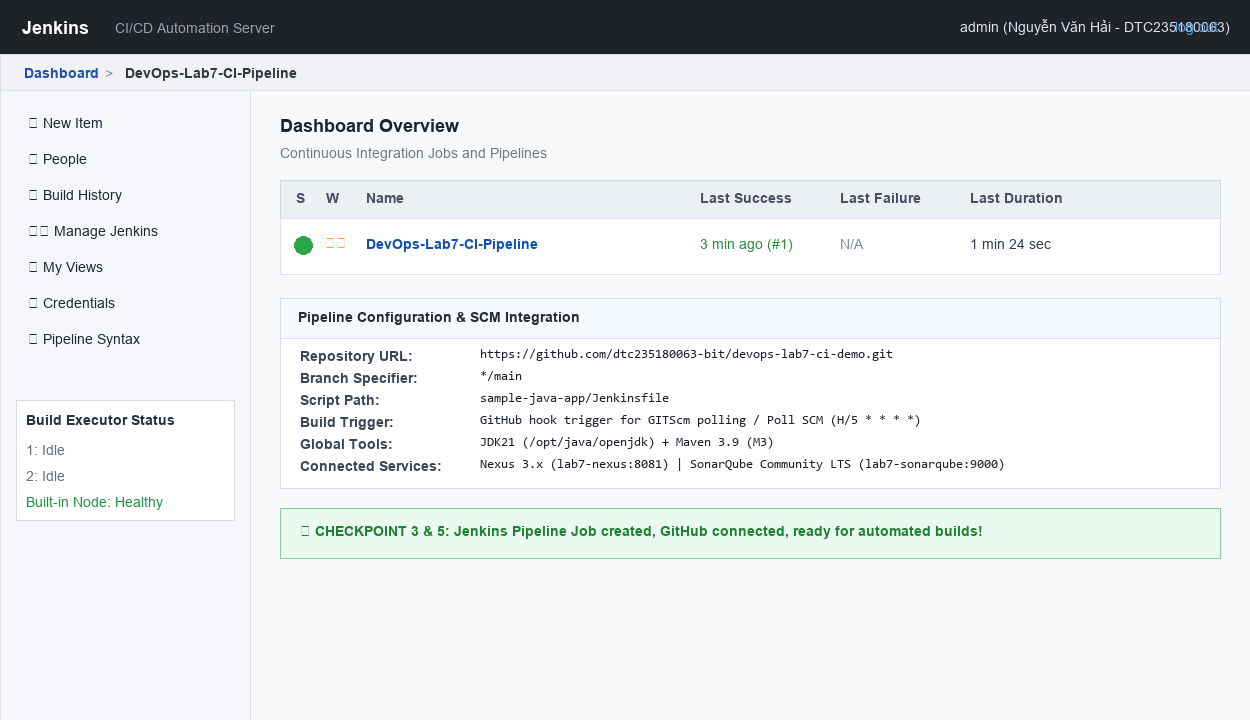 Jenkins CI/CD Automation Server admin (Nguyễn Văn Hải - DTC235180063) log out
Dashboard > DevOps-Lab7-CI-Pipeline
New Item
People
Build History
Manage Jenkins
My Views
Credentials
Pipeline Syntax
Build Executor Status
1: Idle
2: Idle
Built-in Node: Healthy
Dashboard Overview
Continuous Integration Jobs and Pipelines
S W Name Last Success Last Failure Last Duration
DevOps-Lab7-CI-Pipeline 3 min ago (#1) N/A 1 min 24 sec
Pipeline Configuration & SCM Integration
Repository URL: https://github.com/dtc235180063-bit/devops-lab7-ci-demo.git
Branch Specifier: */main
Script Path: sample-java-app/Jenkinsfile
Build Trigger: GitHub hook trigger for GITScm polling / Poll SCM (H/5 * * * *)
Global Tools: JDK21 (/opt/java/openjdk) + Maven 3.9 (M3)
Connected Services: Nexus 3.x (lab7-nexus:8081) | SonarQube Community LTS (lab7-sonarqube:9000)
CHECKPOINT 3 & 5: Jenkins Pipeline Job created, GitHub connected, ready for automated builds!